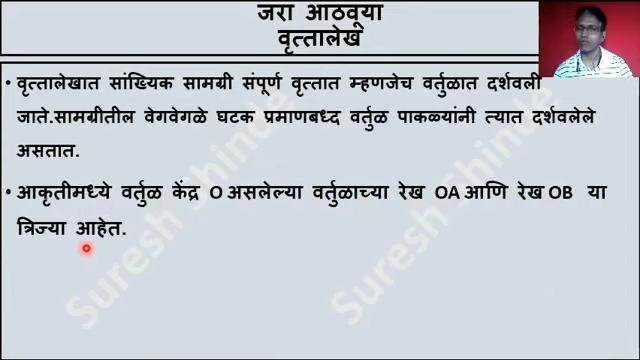 जरा आठवूया
वृत्तालेख
• वृत्तालेखात सांख्यिक सामग्री संपूर्ण वृत्तात म्हणजेच वर्तुळात दर्शवली
जाते.सामग्रीतील वेगवेगळे घटक प्रमाणबध्द वर्तुळ पाकळ्यांनी त्यात दर्शवलेले
असतात.
• आकृतीमध्ये वर्तुळ केंद्र O असलेल्या वर्तुळाच्या रेख OA आणि रेख OB या
त्रिज्या आहेत.
Suresh Shinde
Suresh Shinde